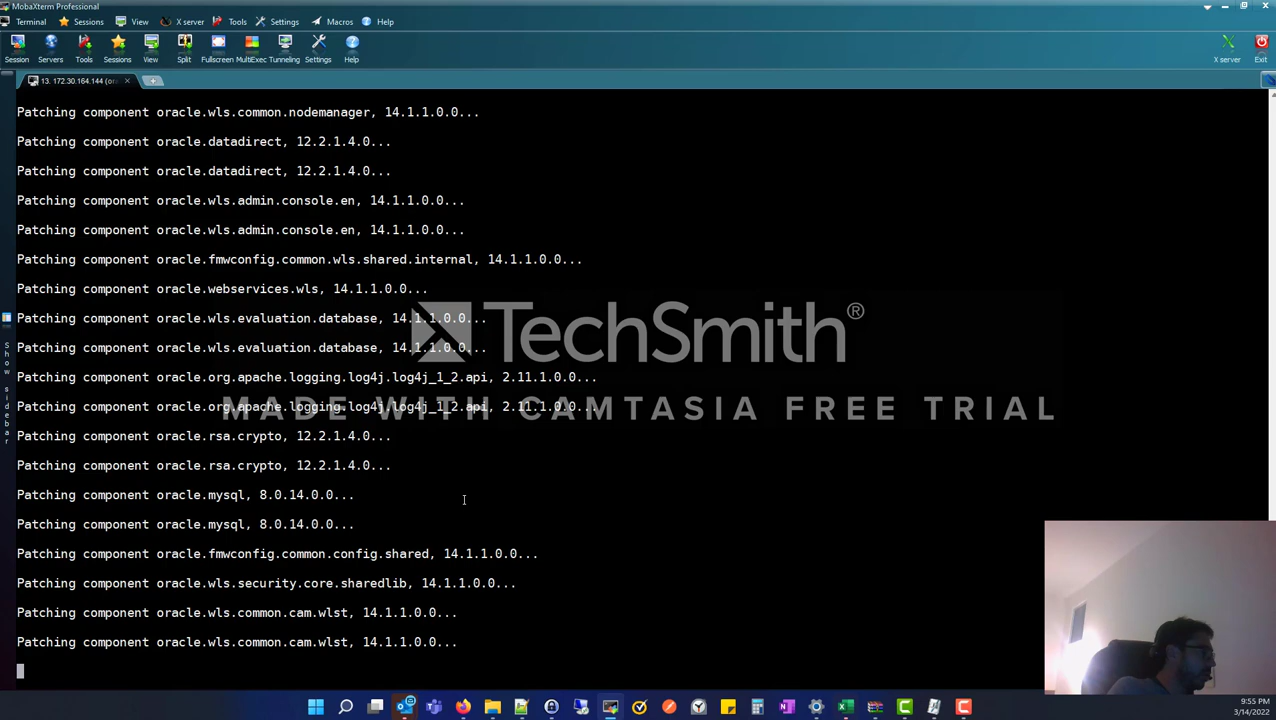 MobaXterm Professional
Terminal Sessions View X server Tools Settings Macros Help
Session Servers Tools Sessions View Split Fullscreen MultiExec Tunneling Settings Help X server Exit
13. 172.30.164.144 (or
Patching component oracle.wls.common.nodemanager, 14.1.1.0.0...
Patching component oracle.datadirect, 12.2.1.4.0...
Patching component oracle.datadirect, 12.2.1.4.0...
Patching component oracle.wls.admin.console.en, 14.1.1.0.0...
Patching component oracle.wls.admin.console.en, 14.1.1.0.0...
Patching component oracle.fmwconfig.common.wls.shared.internal, 14.1.1.0.0...
Patching component oracle.webservices.wls, 14.1.1.0.0...
Patching component oracle.wls.evaluation.database, 14.1.1.0.0...
Patching component oracle.wls.evaluation.database, 14.1.1.0.0...
Patching component oracle.org.apache.logging.log4j.log4j_1_2.api, 2.11.1.0.0...
Patching component oracle.org.apache.logging.log4j.log4j_1_2.api, 2.11.1.0.0...
Patching component oracle.rsa.crypto, 12.2.1.4.0...
Patching component oracle.rsa.crypto, 12.2.1.4.0...
Patching component oracle.mysql, 8.0.14.0.0...
Patching component oracle.mysql, 8.0.14.0.0...
Patching component oracle.fmwconfig.common.config.shared, 14.1.1.0.0...
Patching component oracle.wls.security.core.sharedlib, 14.1.1.0.0...
Patching component oracle.wls.common.cam.wlst, 14.1.1.0.0...
Patching component oracle.wls.common.cam.wlst, 14.1.1.0.0...
TechSmith®
MADE WITH CAMTASIA FREE TRIAL
Show sidebar
9:55 PM
3/14/2022